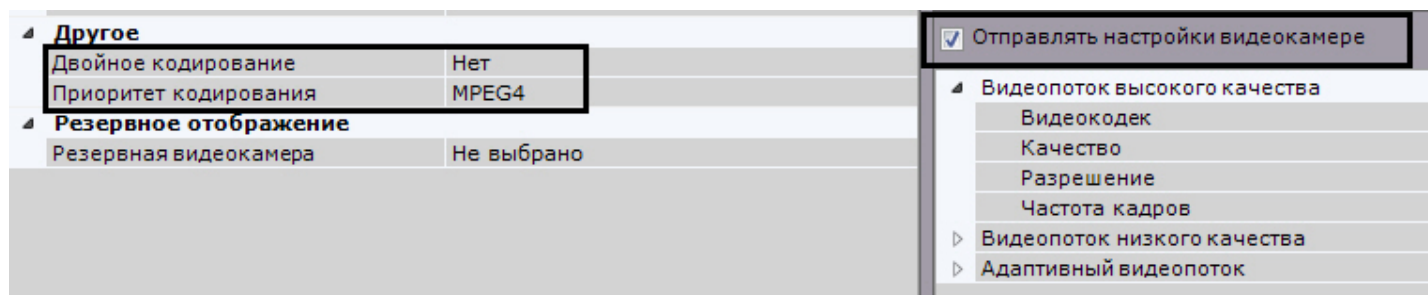 Другое
Двойное кодирование Нет
Приоритет кодирования MPEG4
Резервное отображение
Резервная видеокамера Не выбрано
Отправлять настройки видеокамере
Видеопоток высокого качества
Видеокодек
Качество
Разрешение
Частота кадров
Видеопоток низкого качества
Адаптивный видеопоток